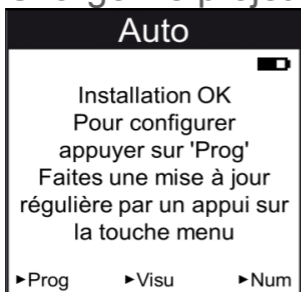 Auto
Installation OK
Pour configurer
appuyer sur 'Prog'
Faites une mise à jour
régulière par un appui sur
la touche menu
►Prog ►Visu ►Num